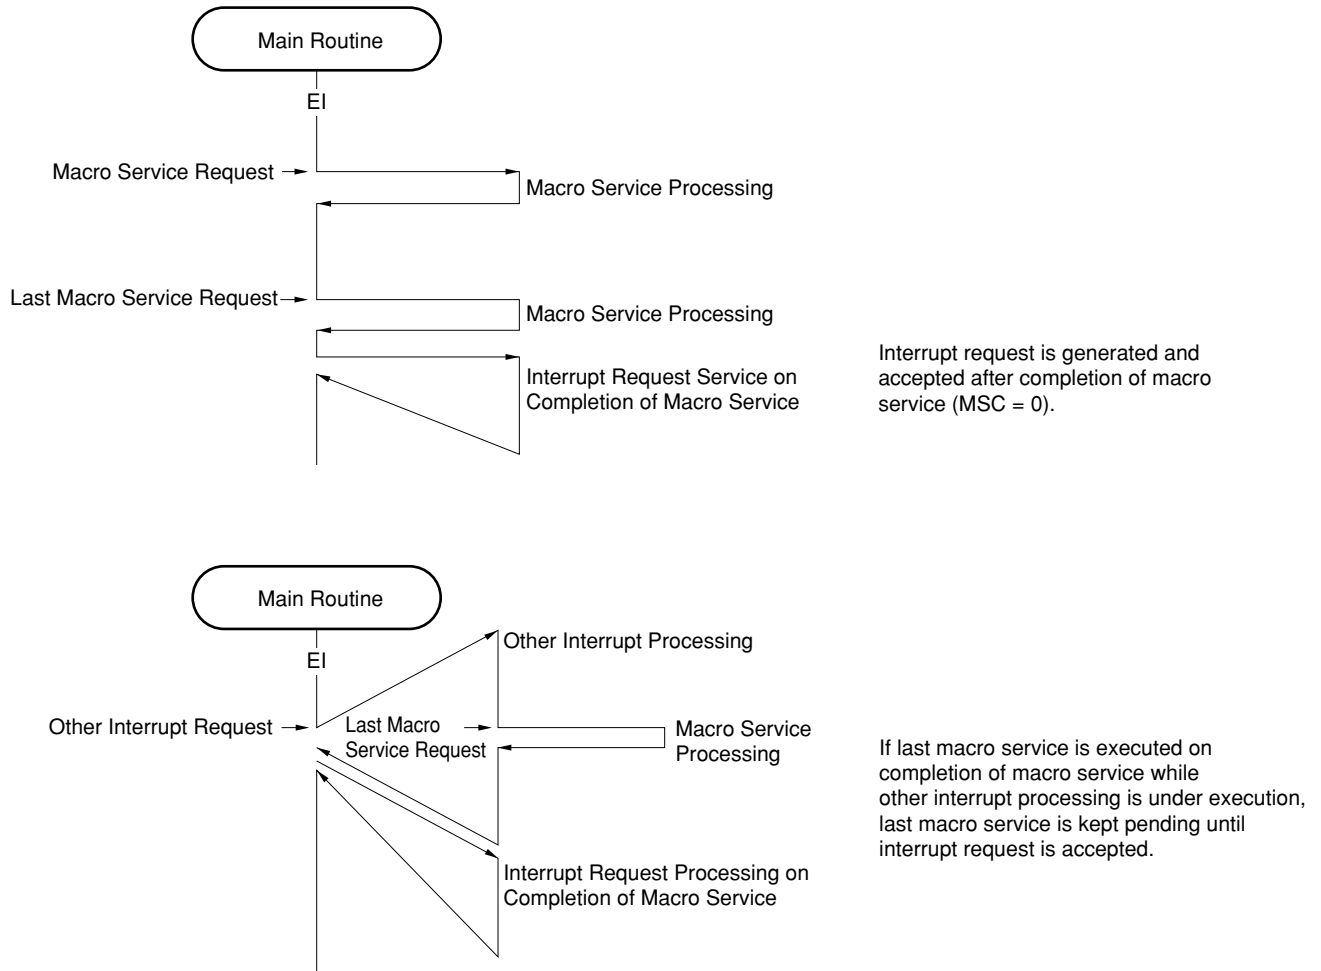 Main Routine
EI
Macro Service Request
Macro Service Processing
Last Macro Service Request
Macro Service Processing
Interrupt Request Service on
Completion of Macro Service
Interrupt request is generated and
accepted after completion of macro
service (MSC = 0).
Main Routine
EI
Other Interrupt Processing
Other Interrupt Request
Last Macro
Service Request
Macro Service
Processing
If last macro service is executed on
completion of macro service while
other interrupt processing is under execution,
last macro service is kept pending until
interrupt request is accepted.
Interrupt Request Processing on
Completion of Macro Service